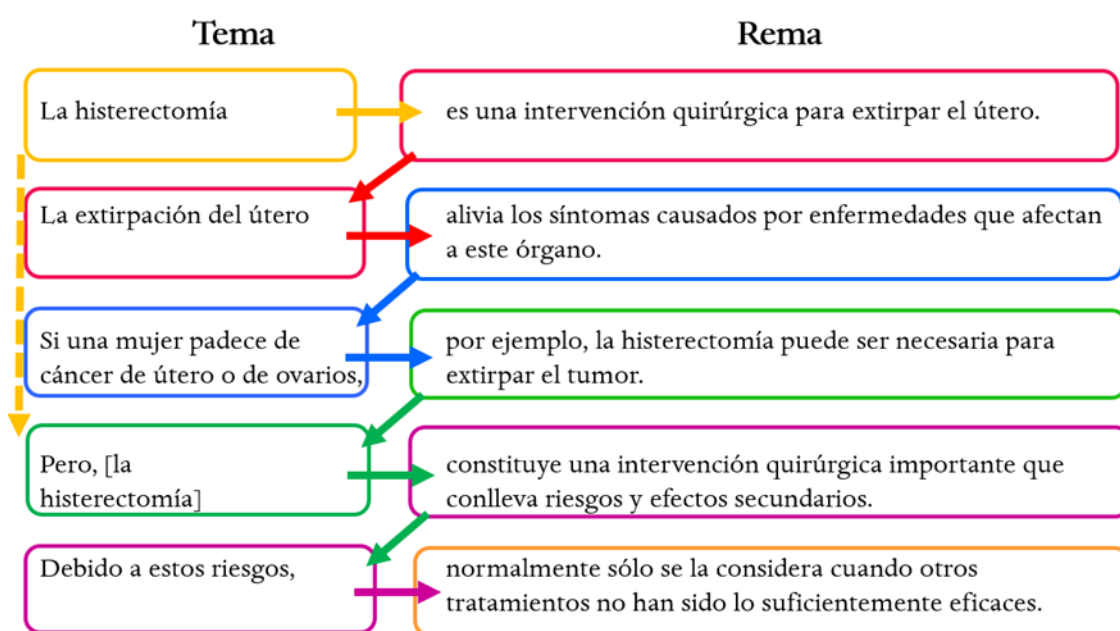 Tema
Rema
La histerectomía
es una intervención quirúrgica para extirpar el útero.
La extirpación del útero
alivia los síntomas causados por enfermedades que afectan
a este órgano.
Si una mujer padece de
cáncer de útero o de ovarios,
por ejemplo, la histerectomía puede ser necesaria para
extirpar el tumor.
Pero, [la
histerectomía]
constituye una intervención quirúrgica importante que
conlleva riesgos y efectos secundarios.
Debido a estos riesgos,
normalmente sólo se la considera cuando otros
tratamientos no han sido lo suficientemente eficaces.